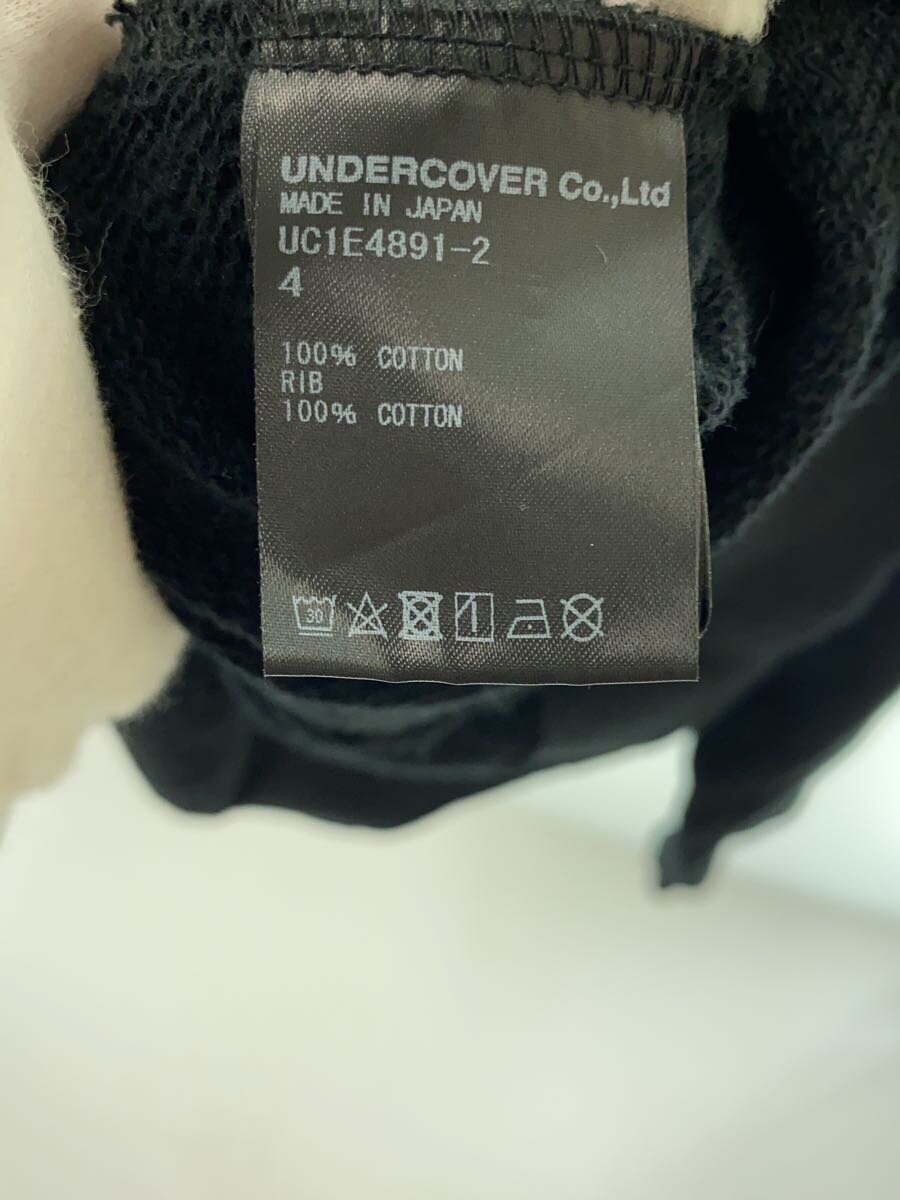 UNDERCOVER Co.,Ltd
MADE IN JAPAN
UC1E4891-2
4
100% COTTON
RIB
100% COTTON
30